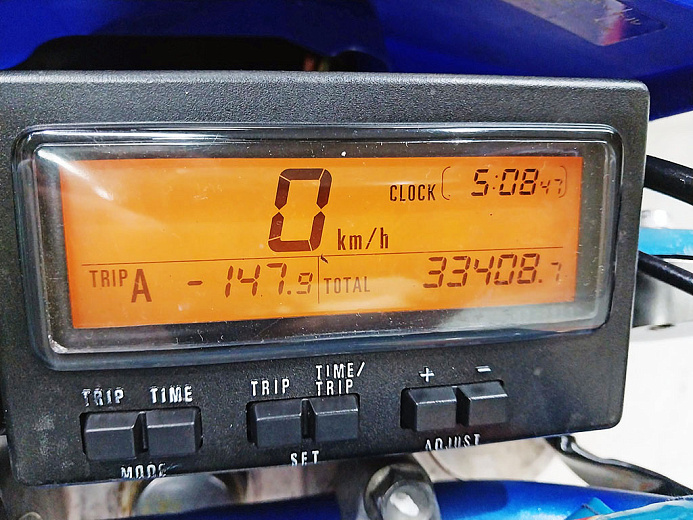 0 km/h CLOCK 5:08 47
TRIP A -147.9 TOTAL 33408.7
TRIP TIME TRIP TIME/TRIP + -
MODE SET ADJUST